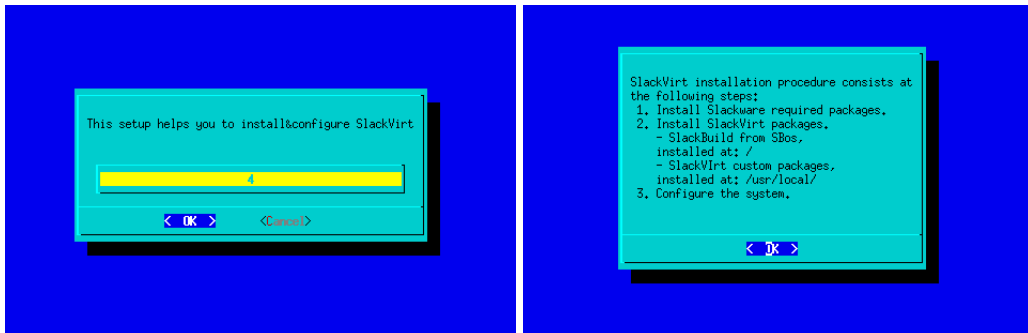 This setup helps you to install&configure SlackVirt
4
< OK > <Cancel>
SlackVirt installation procedure consists at
the following steps:
1. Install Slackware required packages.
2. Install SlackVirt packages.
- SlackBuild from SBos,
installed at: /
- SlackVIrt custom packages,
installed at: /usr/local/
3. Configure the system.
< OK >